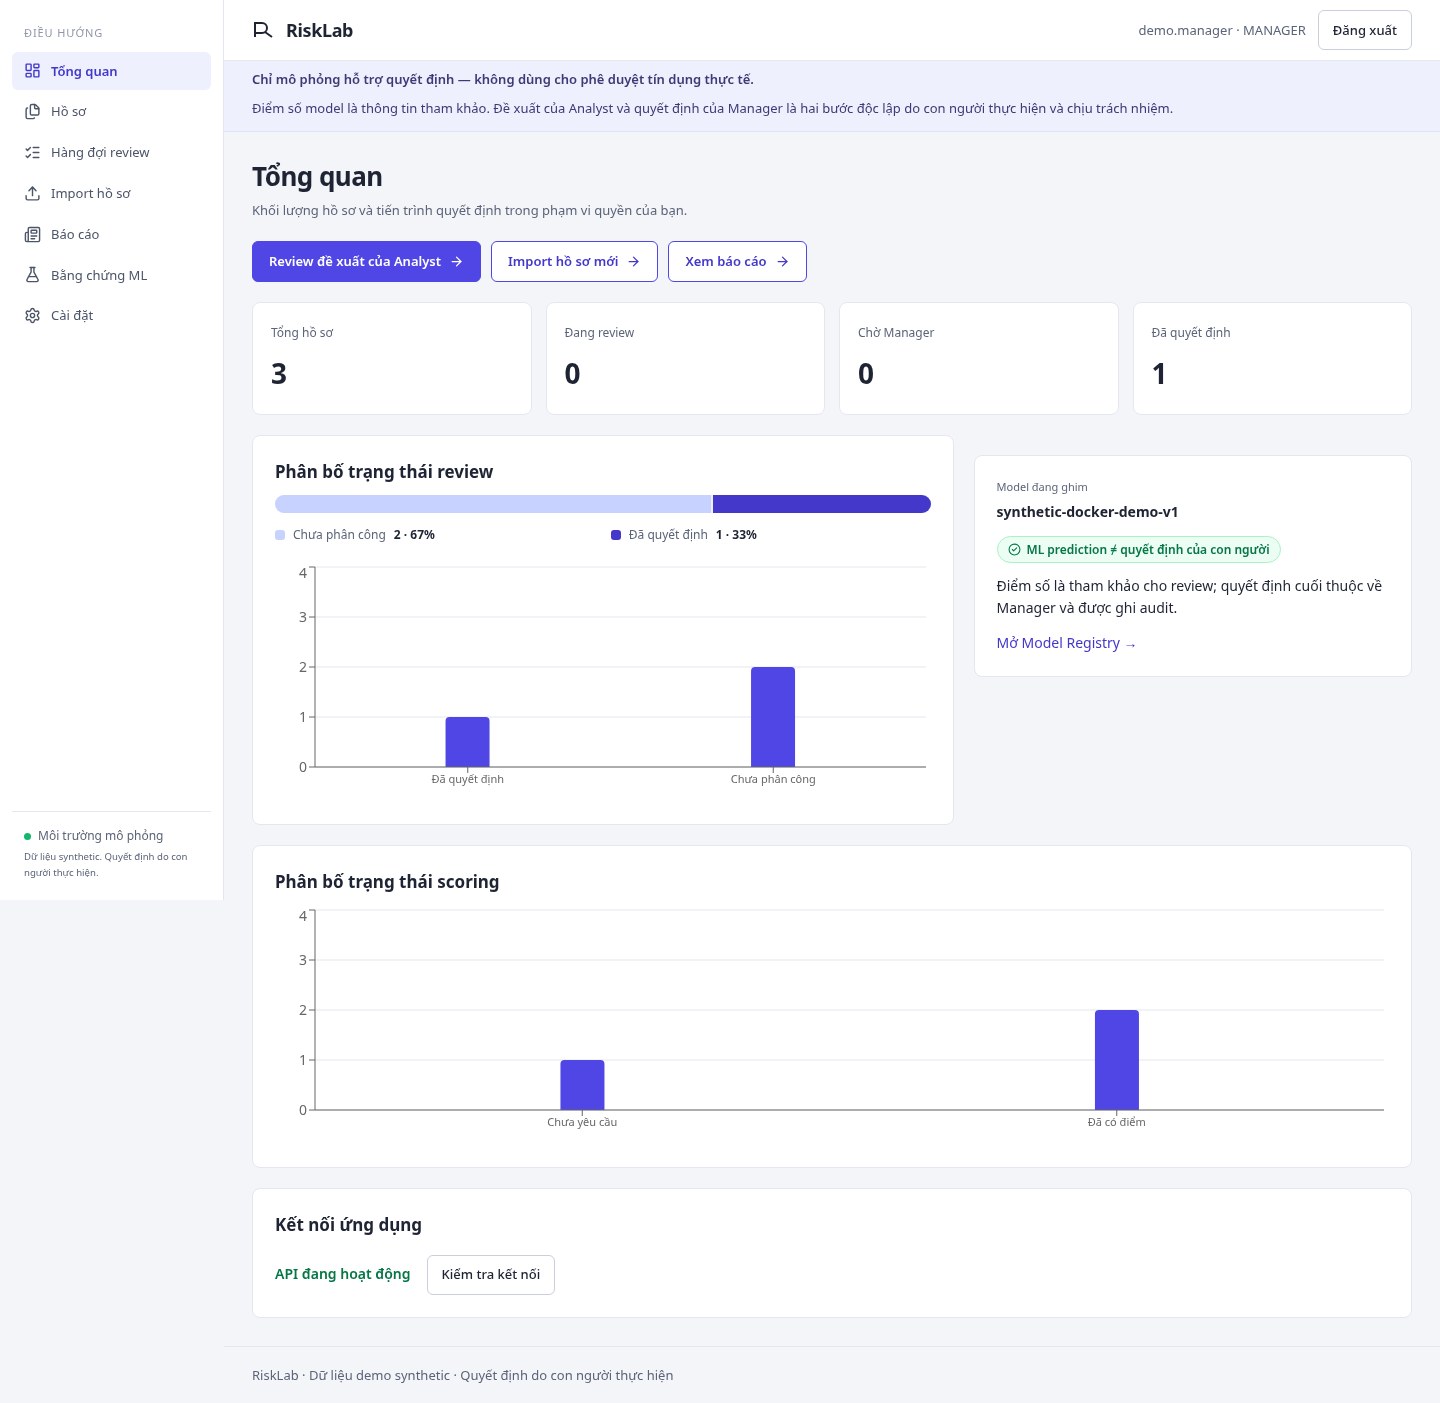 ĐIỀU HƯỚNG
Tổng quan
Hồ sơ
Hàng đợi review
Import hồ sơ
Báo cáo
Bằng chứng ML
Cài đặt
Môi trường mô phỏng
Dữ liệu synthetic. Quyết định do con
người thực hiện.
RiskLab
demo.manager · MANAGER
Đăng xuất
Chỉ mô phỏng hỗ trợ quyết định — không dùng cho phê duyệt tín dụng thực tế.
Điểm số model là thông tin tham khảo. Đề xuất của Analyst và quyết định của Manager là hai bước độc lập do con người thực hiện và chịu trách nhiệm.
Tổng quan
Khối lượng hồ sơ và tiến trình quyết định trong phạm vi quyền của bạn.
Review đề xuất của Analyst →
Import hồ sơ mới →
Xem báo cáo →
Tổng hồ sơ
3
Đang review
0
Chờ Manager
0
Đã quyết định
1
Phân bố trạng thái review
Chưa phân công 2 · 67%
Đã quyết định 1 · 33%
4
3
2
1
0
Đã quyết định
Chưa phân công
Model đang ghim
synthetic-docker-demo-v1
ML prediction ≠ quyết định của con người
Điểm số là tham khảo cho review; quyết định cuối thuộc về
Manager và được ghi audit.
Mở Model Registry →
Phân bố trạng thái scoring
4
3
2
1
0
Chưa yêu cầu
Đã có điểm
Kết nối ứng dụng
API đang hoạt động
Kiểm tra kết nối
RiskLab · Dữ liệu demo synthetic · Quyết định do con người thực hiện